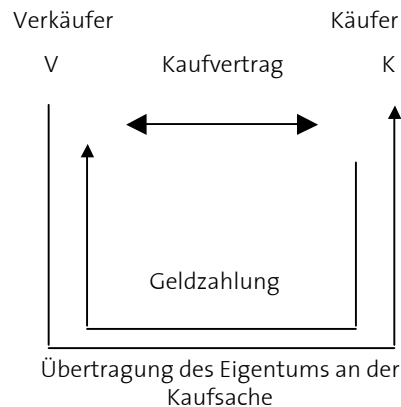 Verkäufer Käufer
V Kaufvertrag K
Geldzahlung
Übertragung des Eigentums an der
Kaufsache